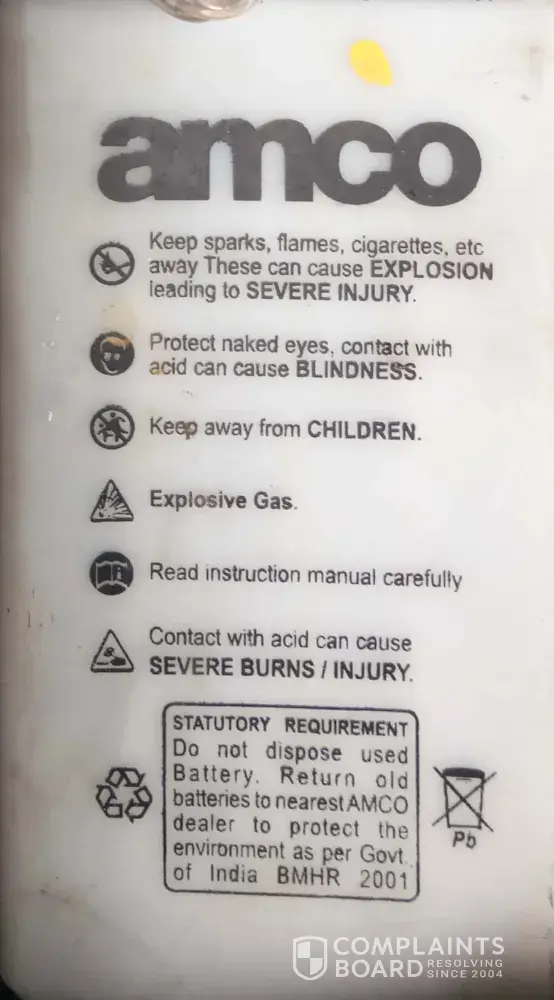 amco
Keep sparks, flames, cigarettes, etc
away These can cause EXPLOSION
leading to SEVERE INJURY.
Protect naked eyes, contact with
acid can cause BLINDNESS.
Keep away from CHILDREN.
Explosive Gas.
Read instruction manual carefully
Contact with acid can cause
SEVERE BURNS / INJURY.
STATUTORY REQUIREMENT
Do not dispose used
Battery. Return old
batteries to nearest AMCO
dealer to protect the
environment as per Govt.
of India BMHR 2001
Pb
COMPLAINTS
BOARD RESOLVING
SINCE 2004